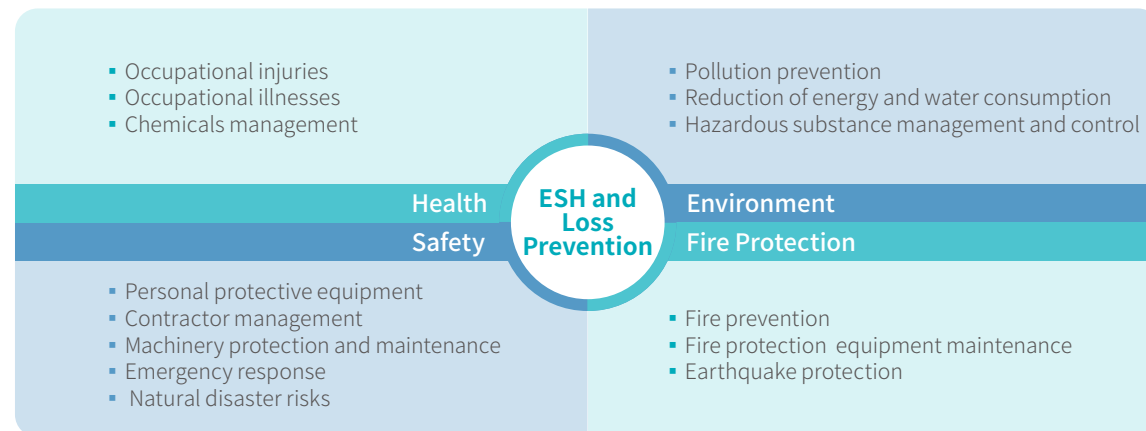 Occupational injuries
Occupational illnesses
Chemicals management
Health
Pollution prevention
Reduction of energy and water consumption
Hazardous substance management and control
Environment
ESH and
Loss
Prevention
Safety
Personal protective equipment
Contractor management
Machinery protection and maintenance
Emergency response
Natural disaster risks
Fire Protection
Fire prevention
Fire protection equipment maintenance
Earthquake protection